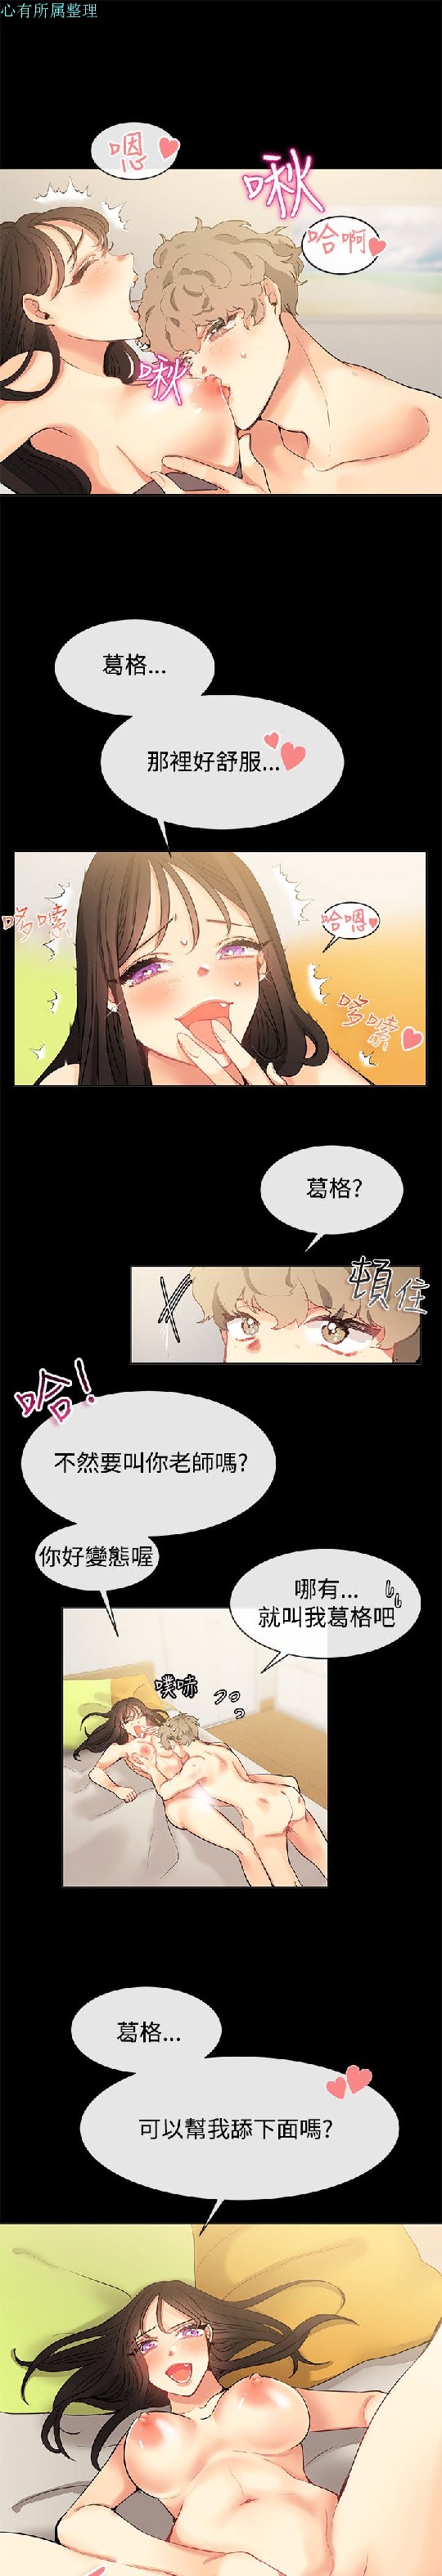 心有所属整理
嗯
啾
哈啊
啾
葛格...
那裡好舒服...
哆嗦
哈嗯
哆嗦
葛格?
頓住
哈!
不然要叫你老師嗎?
你好變態喔
哪有...
就叫我葛格吧
噗哧
葛格...
可以幫我舔下面嗎?